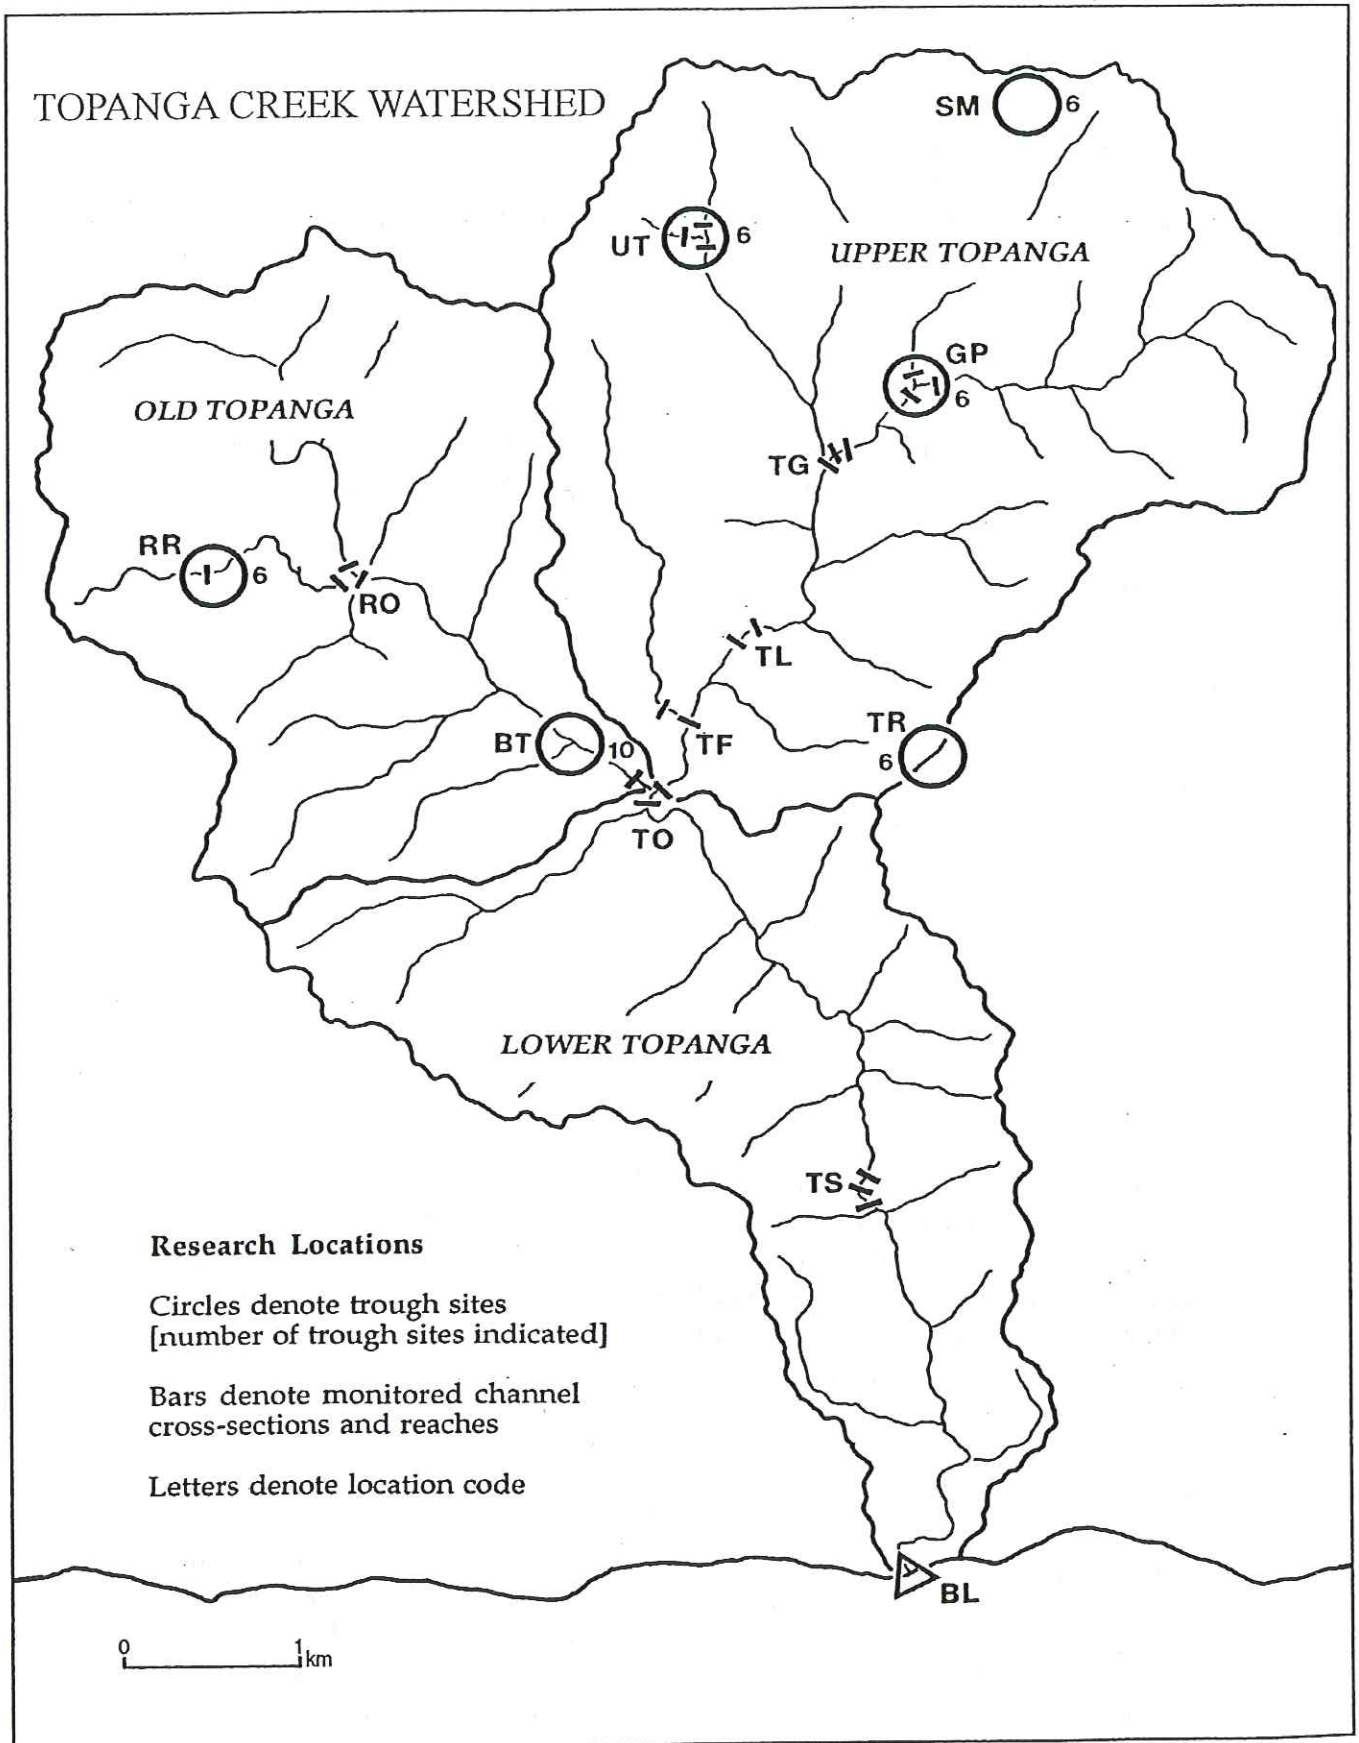 TOPANGA CREEK WATERSHED
SM 6
UT 6
UPPER TOPANGA
GP
6
OLD TOPANGA
TG
RR
6
RO
TL
TR
6
BT 10
TF
TO
LOWER TOPANGA
TS
Research Locations
Circles denote trough sites
[number of trough sites indicated]
Bars denote monitored channel
cross-sections and reaches
Letters denote location code
BL
0 1 km